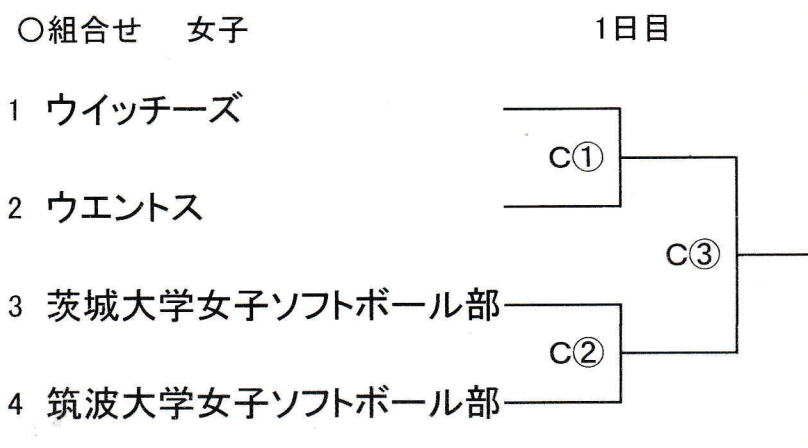 〇組合せ 女子 1日目
1 ウイッチーズ
C①
2 ウエントス
C③
3 茨城大学女子ソフトボール部
C②
4 筑波大学女子ソフトボール部